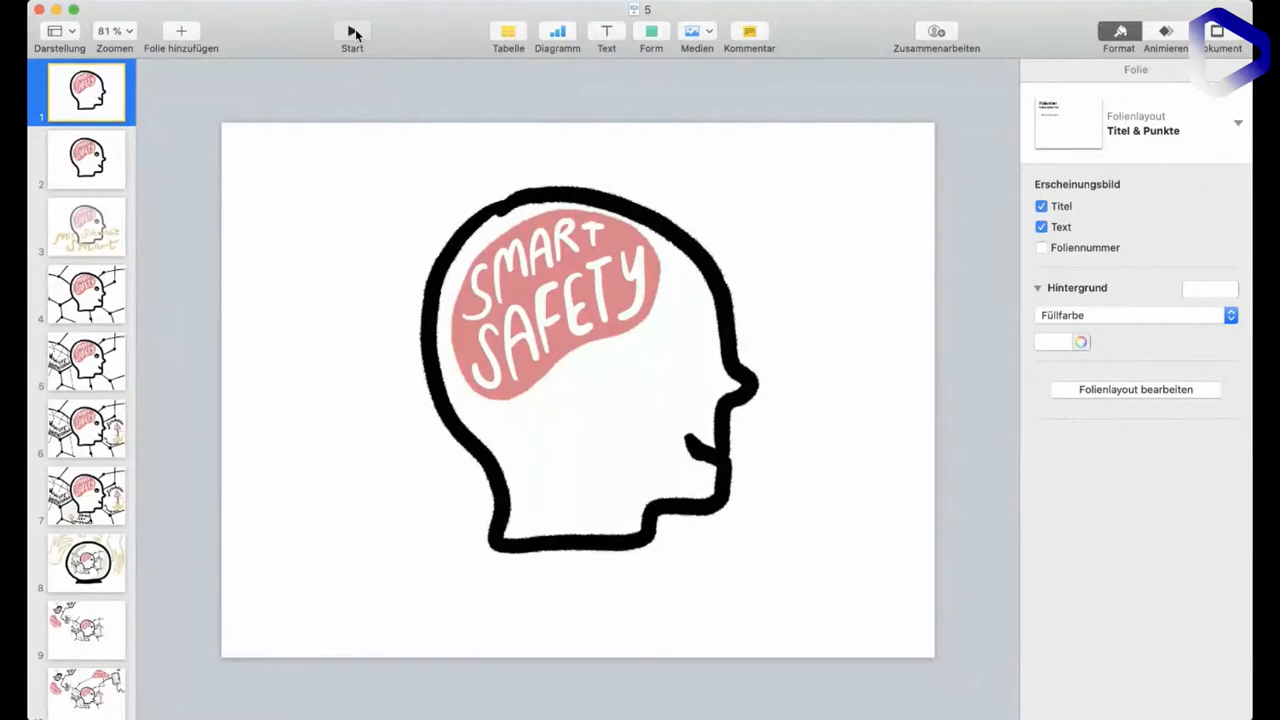 5
81 %
Darstellung
Zoomen
Folie hinzufügen
Start
Tabelle
Diagramm
Text
Form
Medien
Kommentar
Zusammenarbeiten
Format
Animieren
okument
Folie
Folienlayout
Titel & Punkte
Erscheinungsbild
Titel
Text
Foliennummer
Hintergrund
Füllfarbe
Folienlayout bearbeiten
SMART
SAFETY
1
2
3
4
5
6
7
8
9